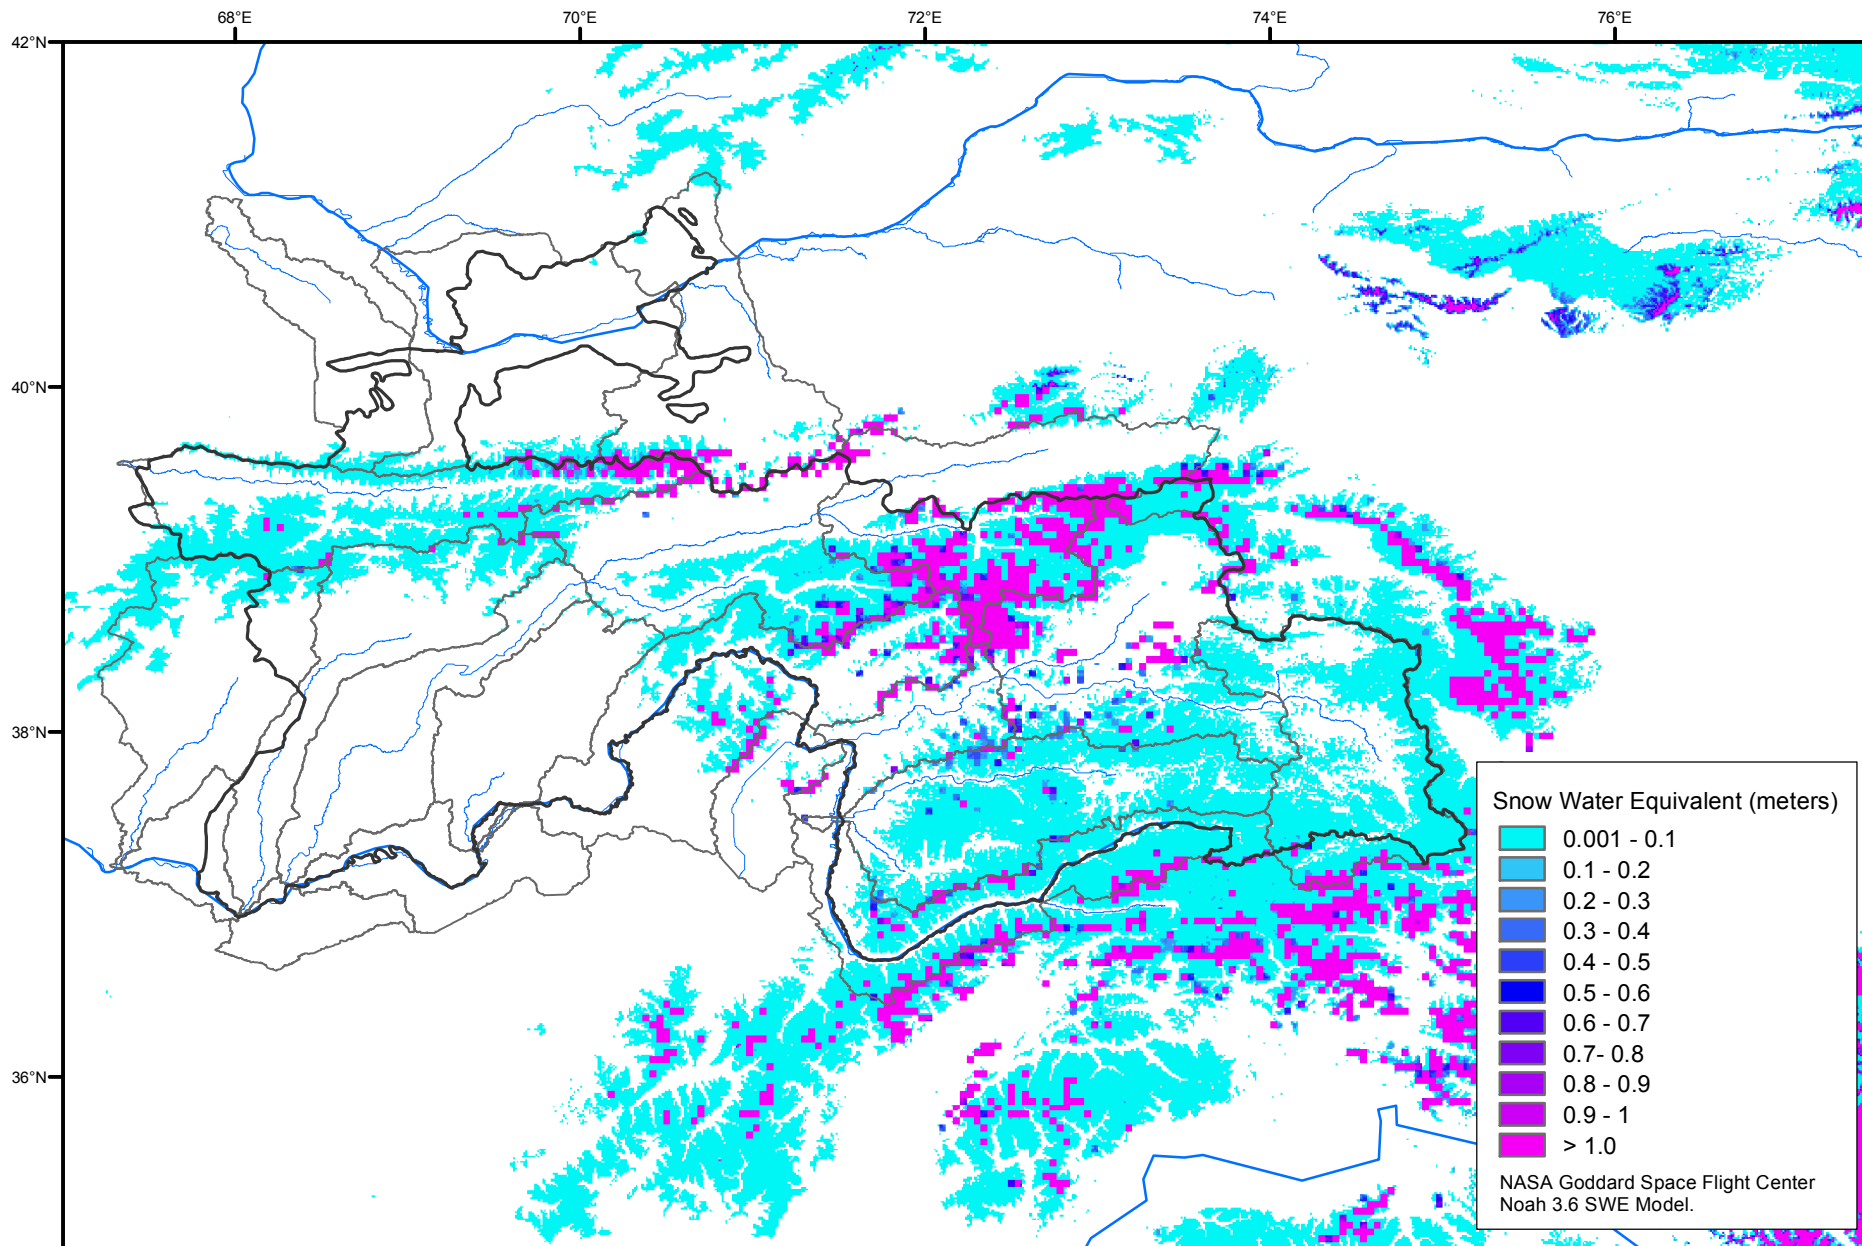 68°E 70°E 72°E 74°E 76°E
42°N
40°N
38°N
36°N
Snow Water Equivalent (meters)
0.001 - 0.1
0.1 - 0.2
0.2 - 0.3
0.3 - 0.4
0.4 - 0.5
0.5 - 0.6
0.6 - 0.7
0.7- 0.8
0.8 - 0.9
0.9 - 1
> 1.0
NASA Goddard Space Flight Center
Noah 3.6 SWE Model.